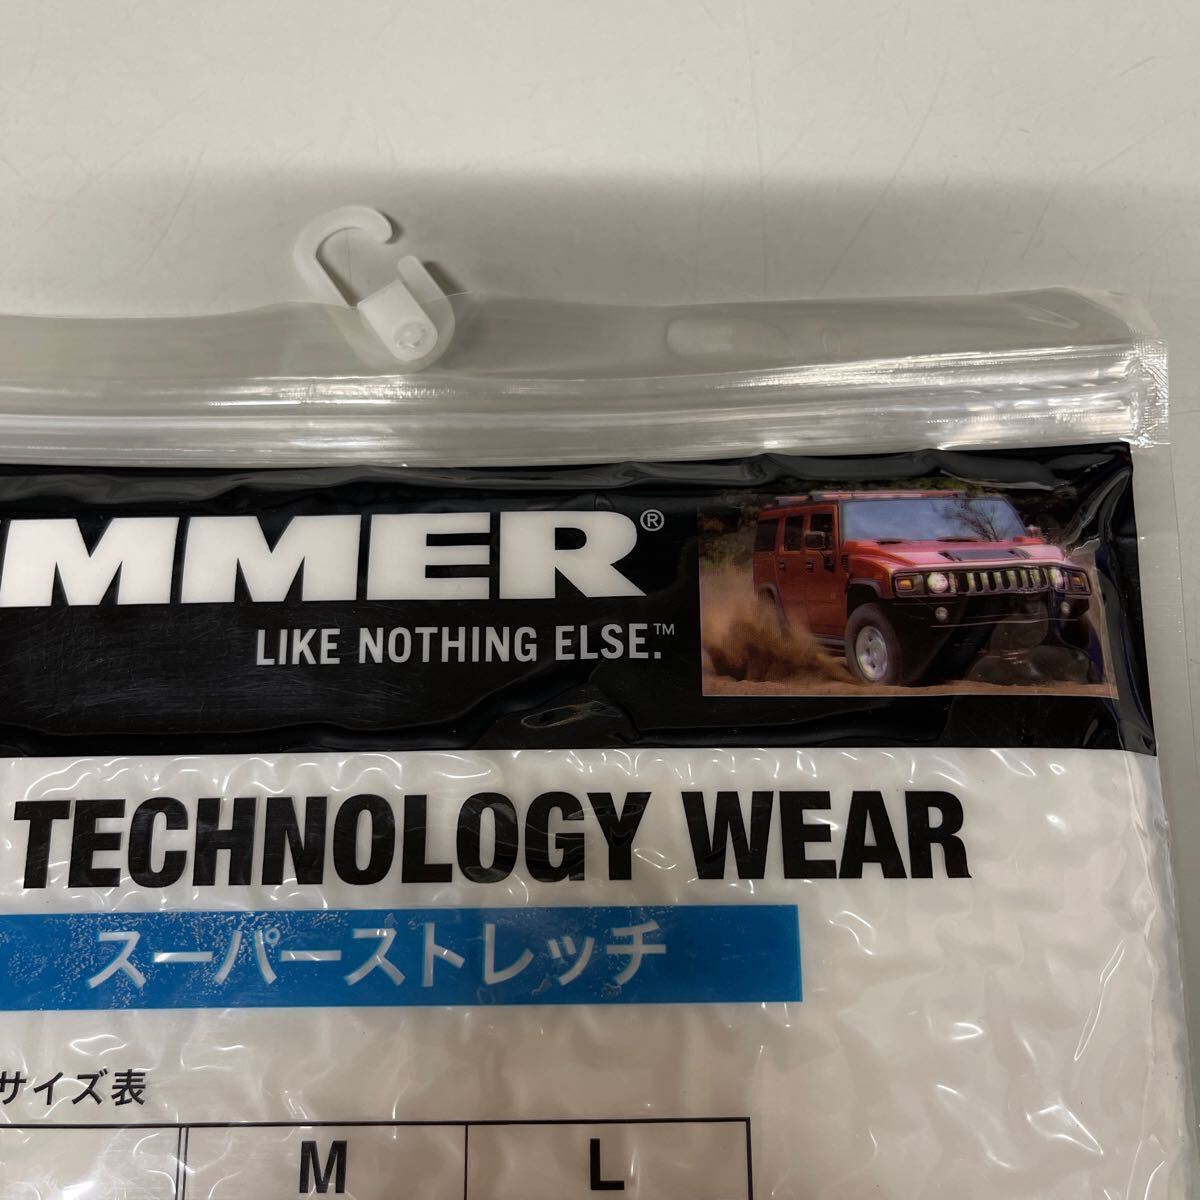 UMMER®
LIKE NOTHING ELSE.™
TECHNOLOGY WEAR
スーパーストレッチ
サイズ表
M L